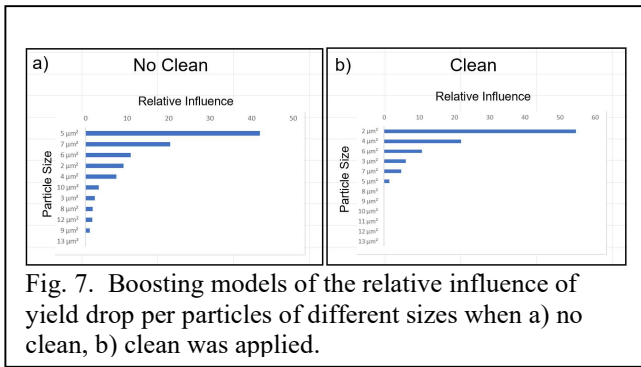 a)
No Clean
Relative Influence
0 10 20 30 40 50
Particle Size
5 µm²
7 µm²
6 µm²
2 µm²
4 µm²
10 µm²
3 µm²
8 µm²
12 µm²
9 µm²
13 µm²
b)
Clean
Relative Influence
0 10 20 30 40 50 60
Particle Size
2 µm²
4 µm²
6 µm²
3 µm²
7 µm²
5 µm²
8 µm²
9 µm²
10 µm²
12 µm²
13 µm²
Fig. 7. Boosting models of the relative influence of
yield drop per particles of different sizes when a) no
clean, b) clean was applied.